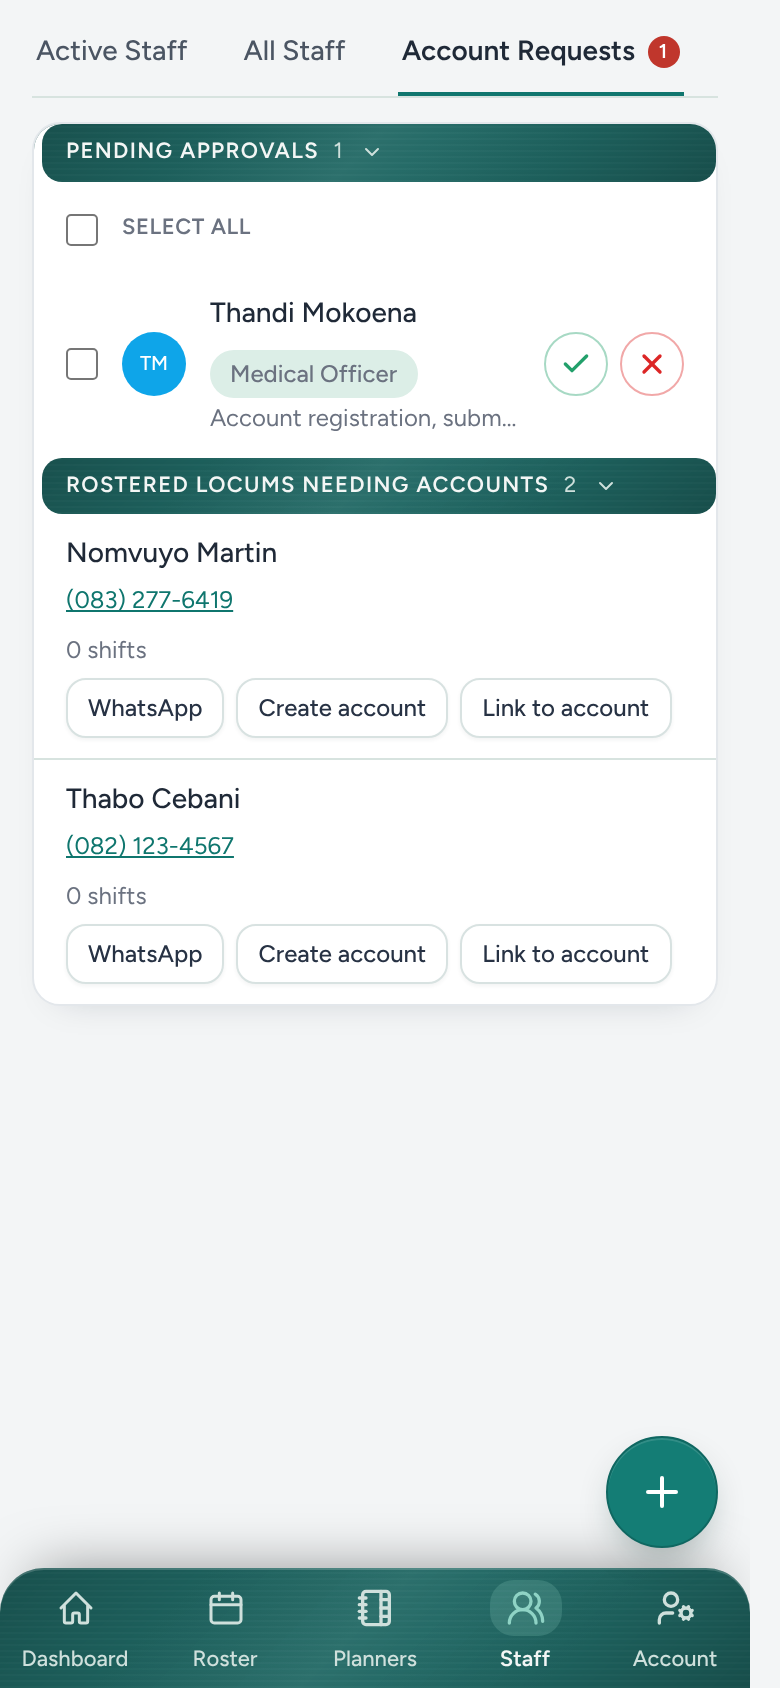 Active Staff All Staff Account Requests 1
PENDING APPROVALS 1
SELECT ALL
Thandi Mokoena
TM
Medical Officer
Account registration, subm...
ROSTERED LOCUMS NEEDING ACCOUNTS 2
Nomvuyo Martin
(083) 277-6419
0 shifts
WhatsApp Create account Link to account
Thabo Cebani
(082) 123-4567
0 shifts
WhatsApp Create account Link to account
Dashboard Roster Planners Staff Account